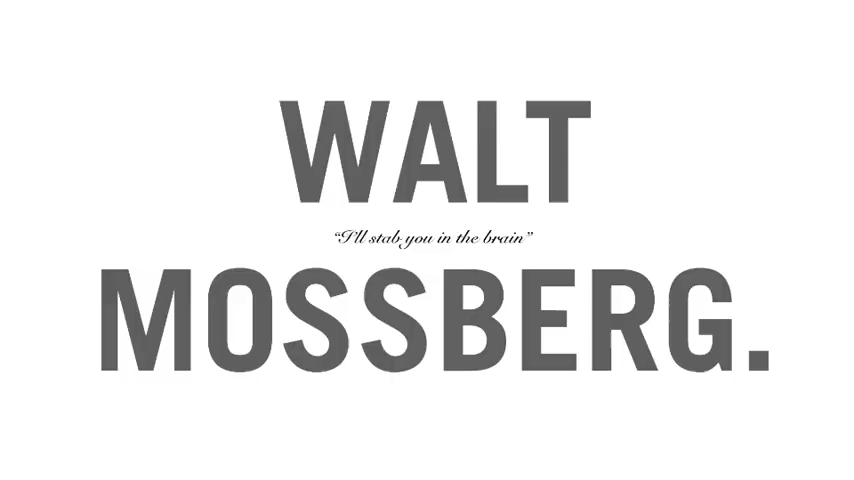 WALT
“I'll stab you in the brain”
MOSSBERG.